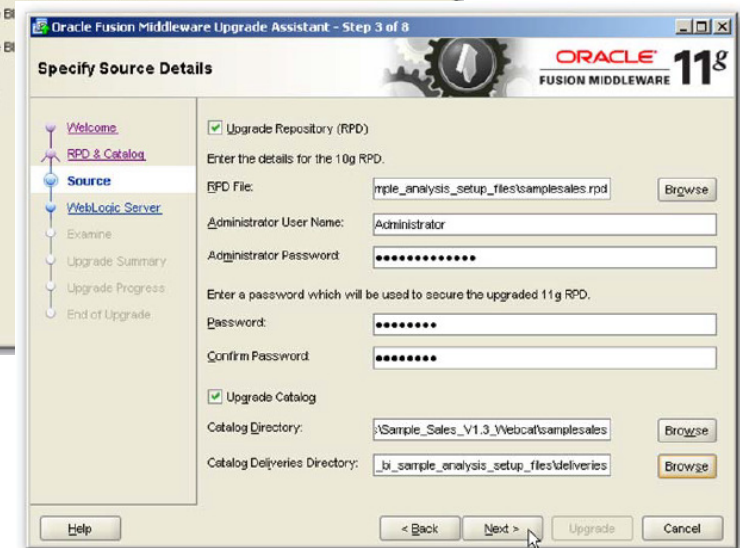 BI
BI
Oracle Fusion Middleware Upgrade Assistant - Step 3 of 8
Specify Source Details
ORACLE
FUSION MIDDLEWARE 11g
Welcome
RPD & Catalog
Source
WebLogic Server
Examine
Upgrade Summary
Upgrade Progress
End of Upgrade
Upgrade Repository (RPD)
Enter the details for the 10g RPD.
RPD File: mple_analysis_setup_files\samplesales.rpd Browse
Administrator User Name: Administrator
Administrator Password: •••••••••••••
Enter a password which will be used to secure the upgraded 11g RPD.
Password: ••••••••
Confirm Password: ••••••••
Upgrade Catalog
Catalog Directory: :\Sample_Sales_V1.3_Webcat\samplesales Browse
Catalog Deliveries Directory: _bi_sample_analysis_setup_files\deliveries Browse
Help < Back Next > Upgrade Cancel